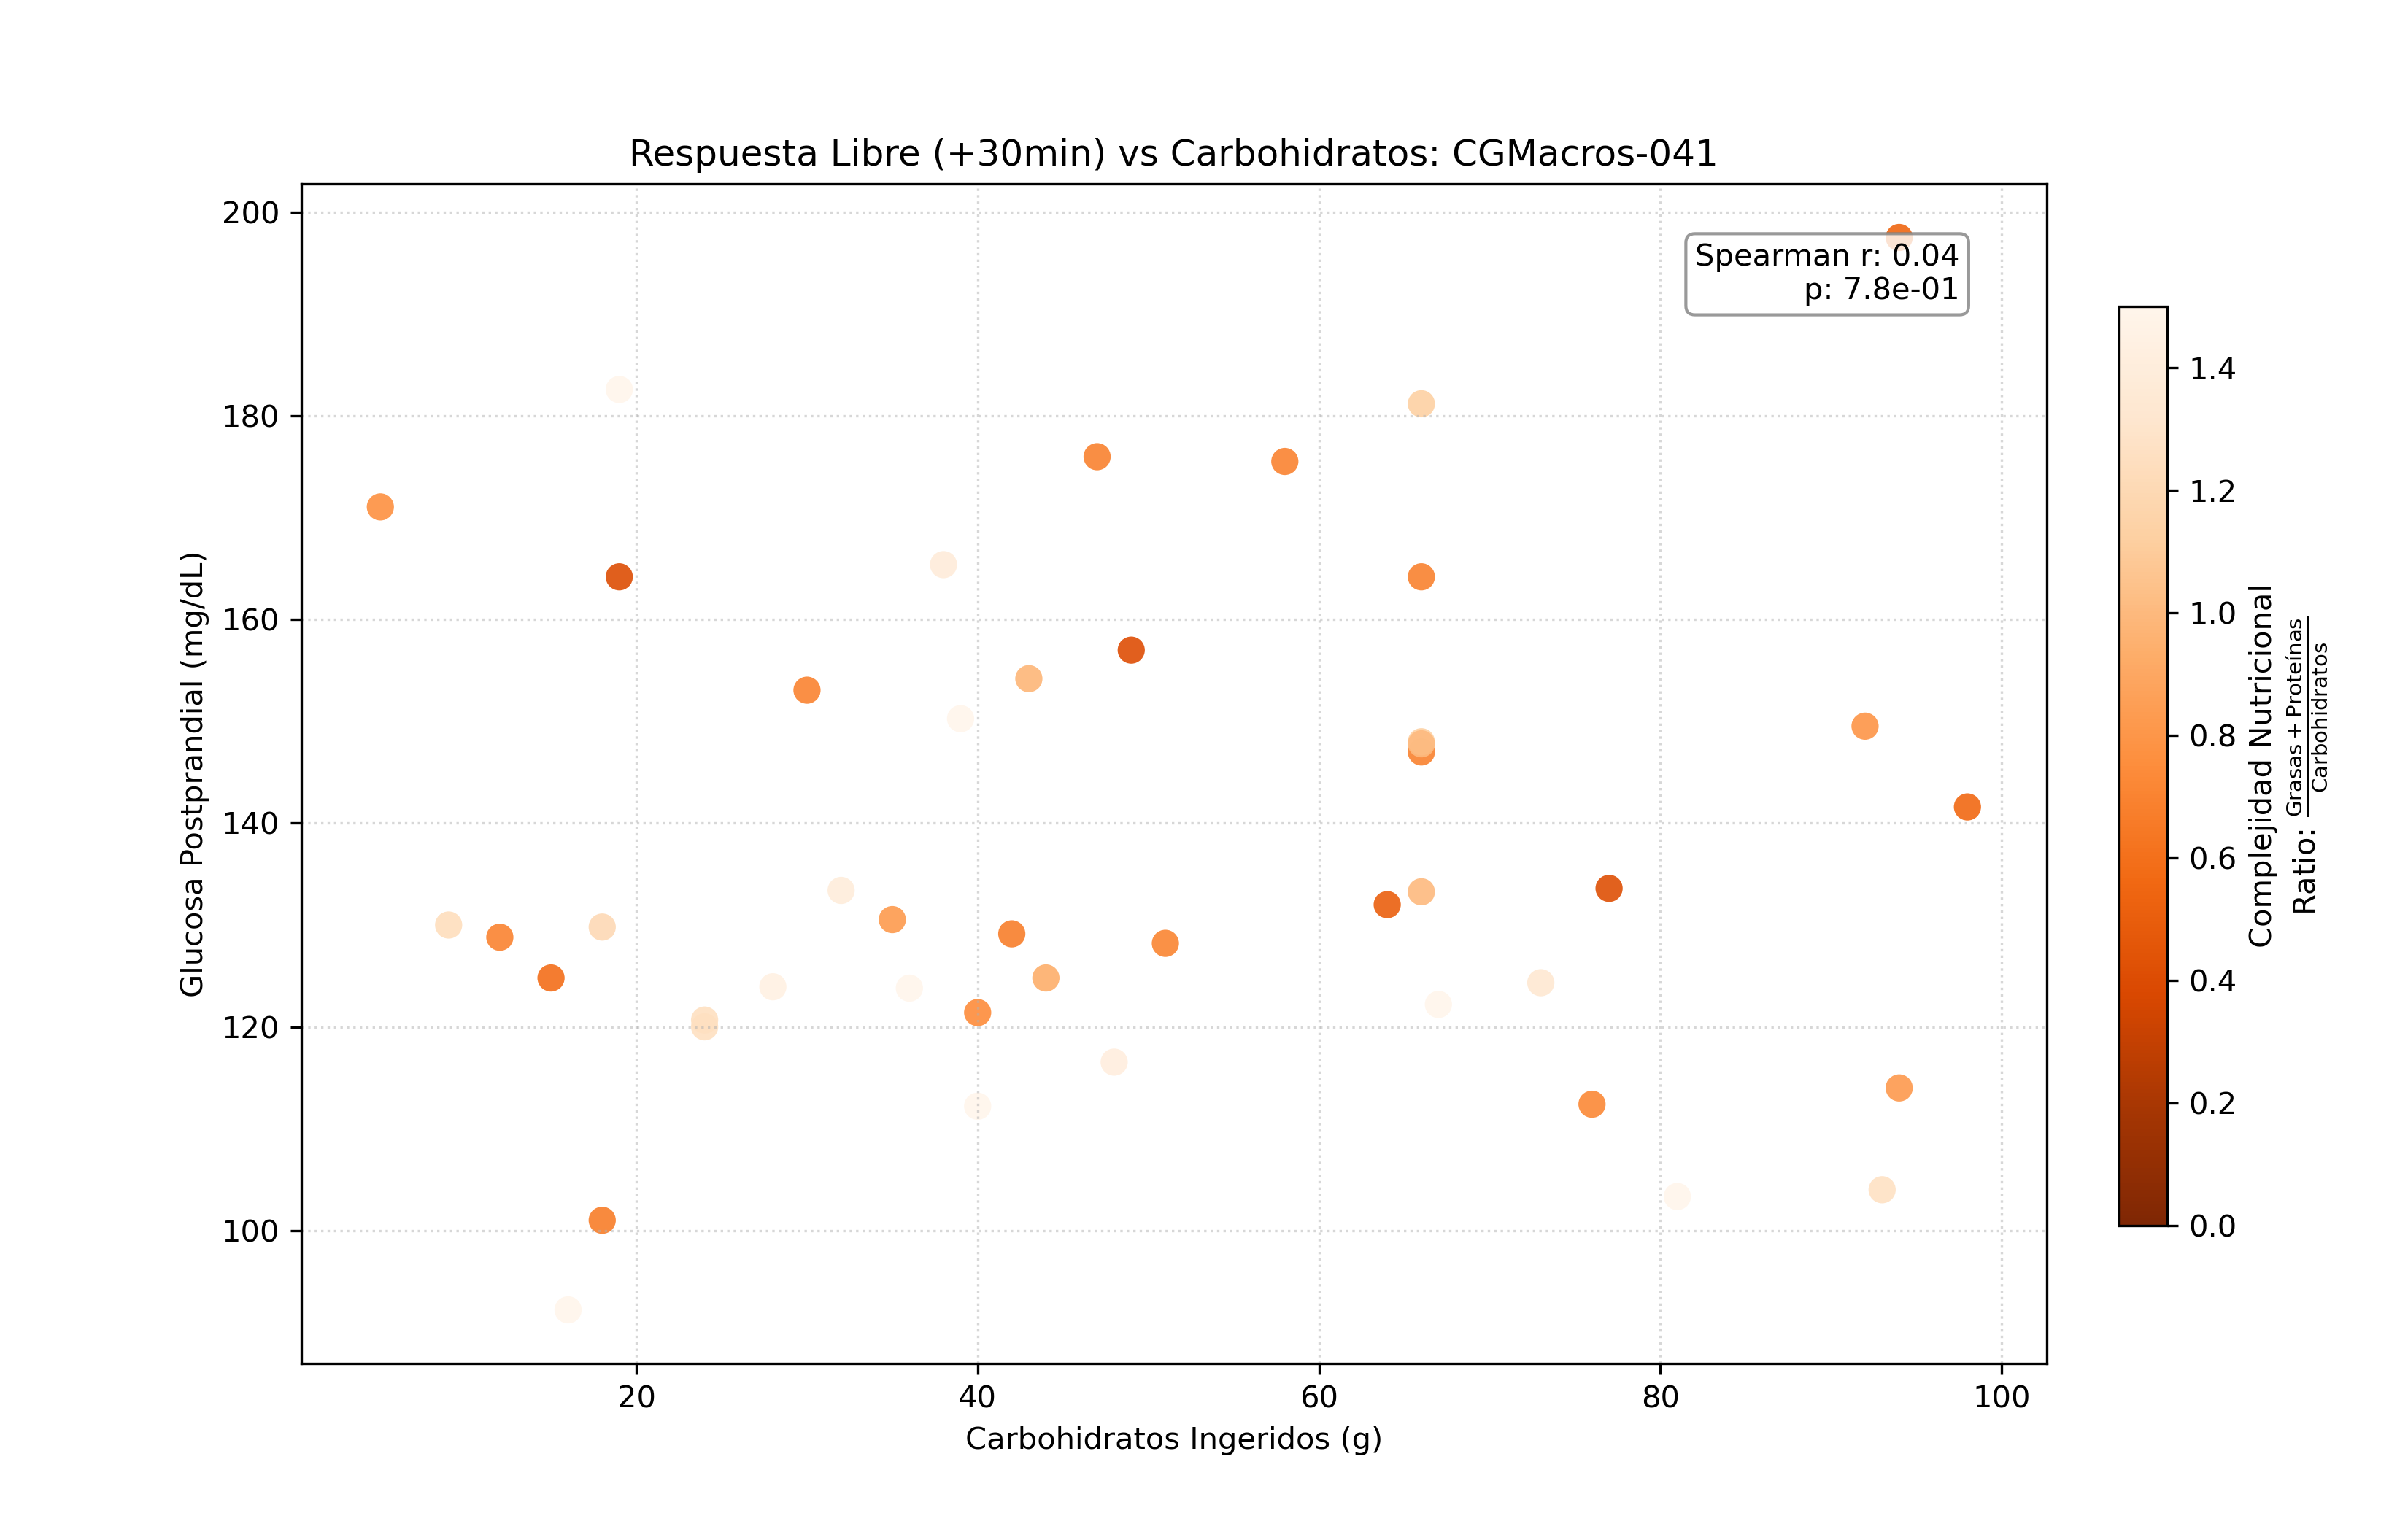 Respuesta Libre (+30min) vs Carbohidratos: CGMacros-041
Glucosa Postprandial (mg/dL)
200
180
160
140
120
100
Spearman r: 0.04
p: 7.8e-01
20
40
60
80
100
Carbohidratos Ingeridos (g)
1.4
1.2
1.0
0.8
0.6
0.4
0.2
0.0
Complejidad Nutricional
Ratio: Grasas + Proteínas
Carbohidratos